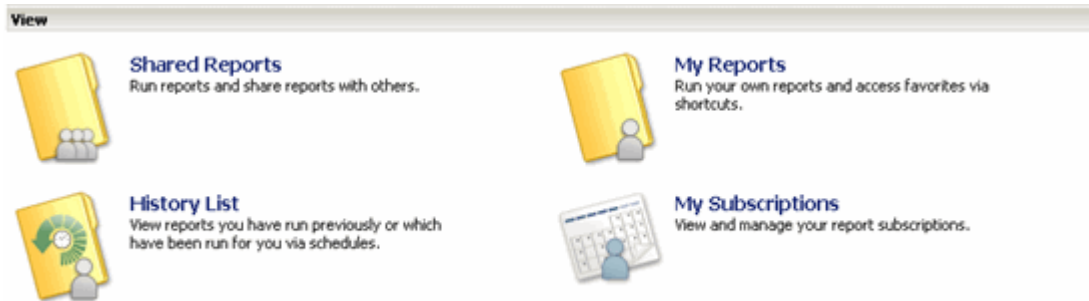 View
Shared Reports
Run reports and share reports with others.
My Reports
Run your own reports and access favorites via
shortcuts.
History List
View reports you have run previously or which
have been run for you via schedules.
My Subscriptions
View and manage your report subscriptions.